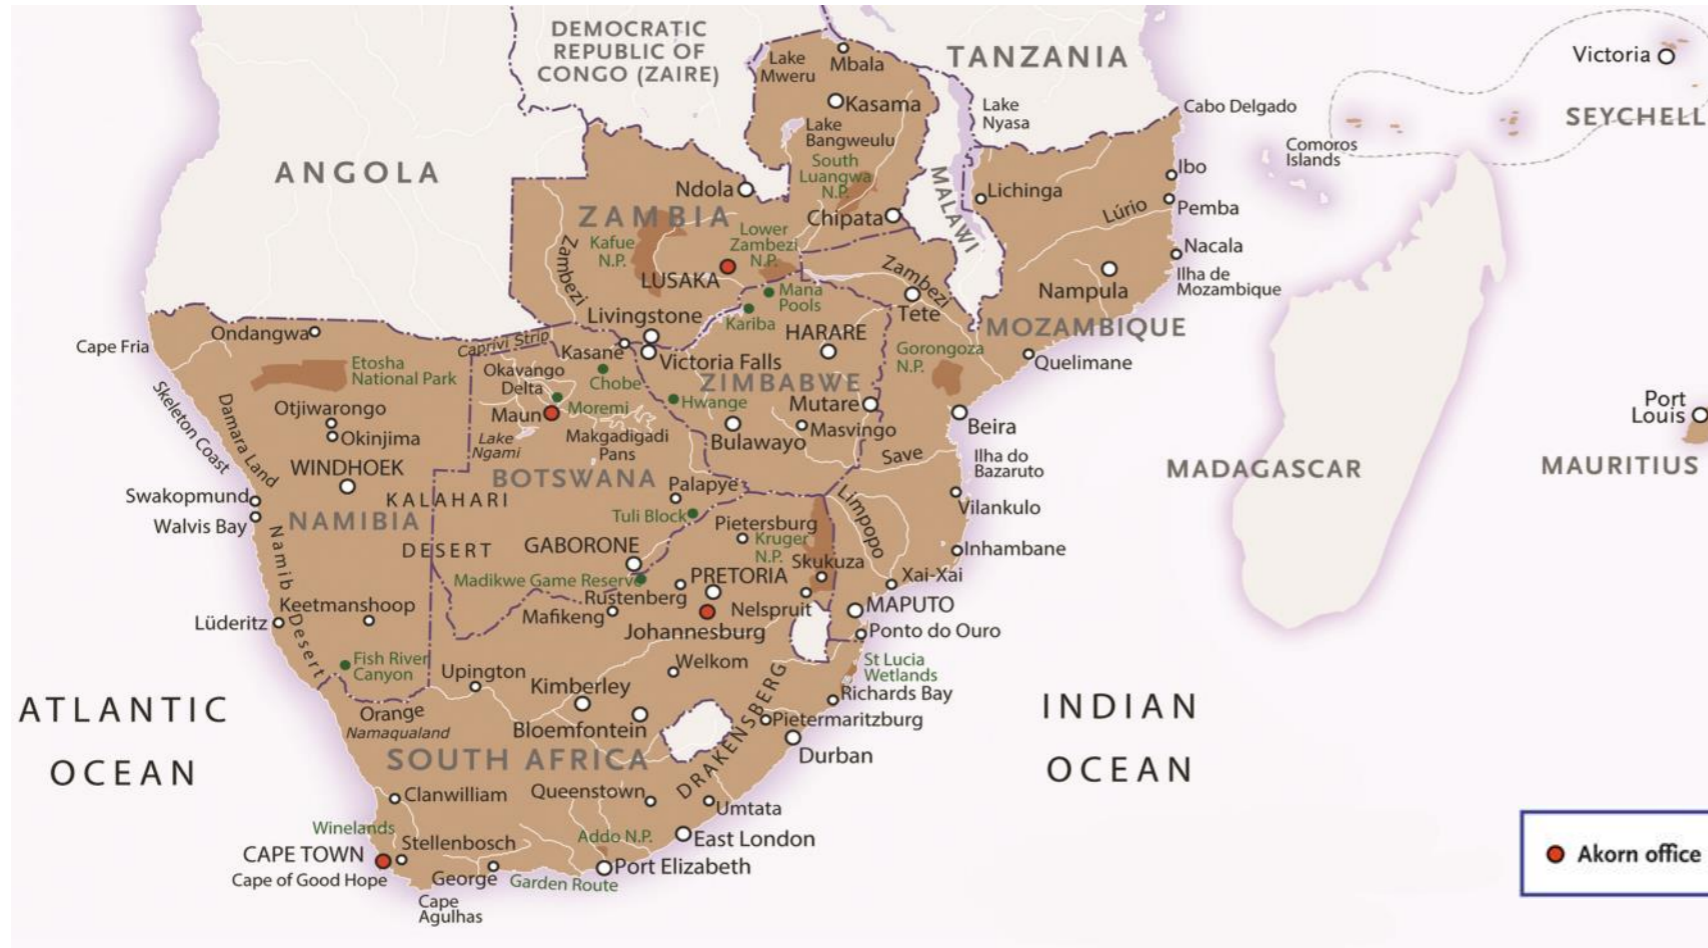 DEMOCRATIC
REPUBLIC OF
CONGO (ZAIRE)
TANZANIA
Victoria
SEYCHELL
Lake
Mweru
Mbala
Kasama
Lake
Nyasa
Cabo Delgado
Lake
Bangweulu
Comoros
Islands
ANGOLA
South
Luangwa
N.P.
Ndola
MALAWI
Lichinga
Ibo
ZAMBIA
Chipata
Lúrio
Pemba
Kafue
N.P.
Lower
Zambezi
N.P.
Zambezi
Zambezi
Nacala
LUSAKA
Mana
Pools
Nampula
Ilha de
Mozambique
Livingstone
Kariba
HARARE
Tete
MOZAMBIQUE
Cape Fria
Ondangwa
Caprivi Strip
Kasane
Victoria Falls
Gorongoza
N.P.
Quelimane
Etosha
National Park
Okavango
Delta
Chobe
ZIMBABWE
Skeleton Coast
Damara Land
Otjiwarongo
Maun
Moremi
Hwange
Mutare
Port
Louis
Okinjima
Lake
Ngami
Makgadigadi
Pans
Bulawayo
Masvingo
Beira
WINDHOEK
BOTSWANA
Save
Ilha do
Bazaruto
MADAGASCAR
MAURITIUS
Swakopmund
KALAHARI
Palapye
Limpopo
Vilankulo
Walvis Bay
NAMIBIA
Tuli Block
Pietersburg
DESERT
GABORONE
Kruger
N.P.
Inhambane
Namib Desert
Madikwe Game Reserve
PRETORIA
Skukuza
Xai-Xai
Keetmanshoop
Rustenberg
Nelspruit
MAPUTO
Lüderitz
Mafikeng
Johannesburg
Ponto do Ouro
Fish River
Canyon
Upington
Welkom
St Lucia
Wetlands
Kimberley
Richards Bay
ATLANTIC
OCEAN
INDIAN
OCEAN
Orange
Namaqualand
Bloemfontein
DRAKENSBERG
Pietermaritzburg
SOUTH AFRICA
Durban
Clanwilliam
Queenstown
Umtata
Winelands
Addo N.P.
East London
CAPE TOWN
Stellenbosch
Akorn office
Cape of Good Hope
George
Garden Route
Port Elizabeth
Cape
Agulhas